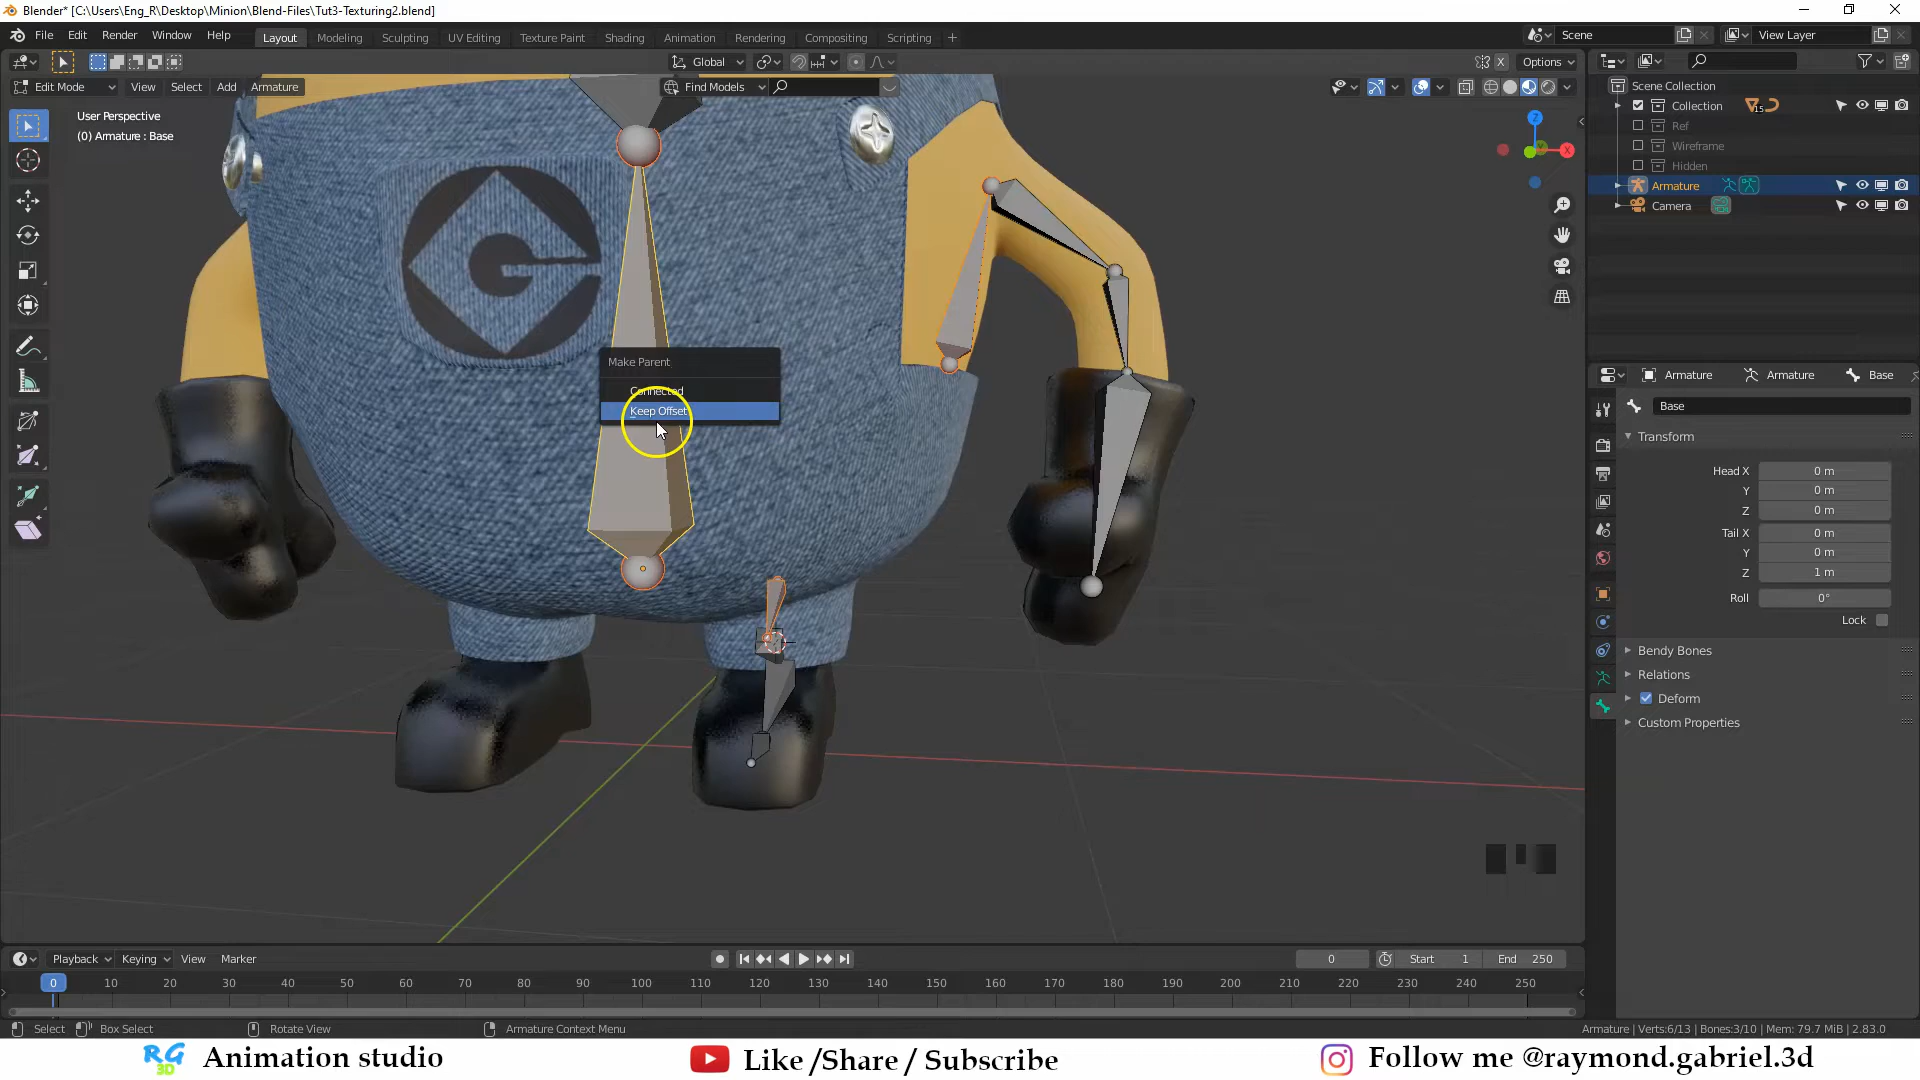 Blender* [C:\Users\Eng_R\Desktop\Minion\Blend-Files\Tut3-Texturing2.blend]
File Edit Render Window Help Layout Modeling Sculpting UV Editing Texture Paint Shading Animation Rendering Compositing Scripting + Scene View Layer
Global Options
Edit Mode View Select Add Armature Find Models
User Perspective
(0) Armature : Base
Z
X
Scene Collection
Collection 15
Ref
Wireframe
Hidden
Armature
Camera
Make Parent
Connected
Keep Offset
Armature Armature Base
Base
Transform
Head X 0 m
Y 0 m
Z 0 m
Tail X 0 m
Y 0 m
Z 1 m
Roll 0°
Lock
Bendy Bones
Relations
Deform
Custom Properties
Playback Keying View Marker 0 Start 1 End 250
0 10 20 30 40 50 60 70 80 90 100 110 120 130 140 150 160 170 180 190 200 210 220 230 240 250
Select Box Select Rotate View Armature Context Menu Armature | Verts:6/13 | Bones:3/10 | Mem: 79.7 MiB | 2.83.0
RG 3D Animation studio Like /Share / Subscribe Follow me @raymond.gabriel.3d